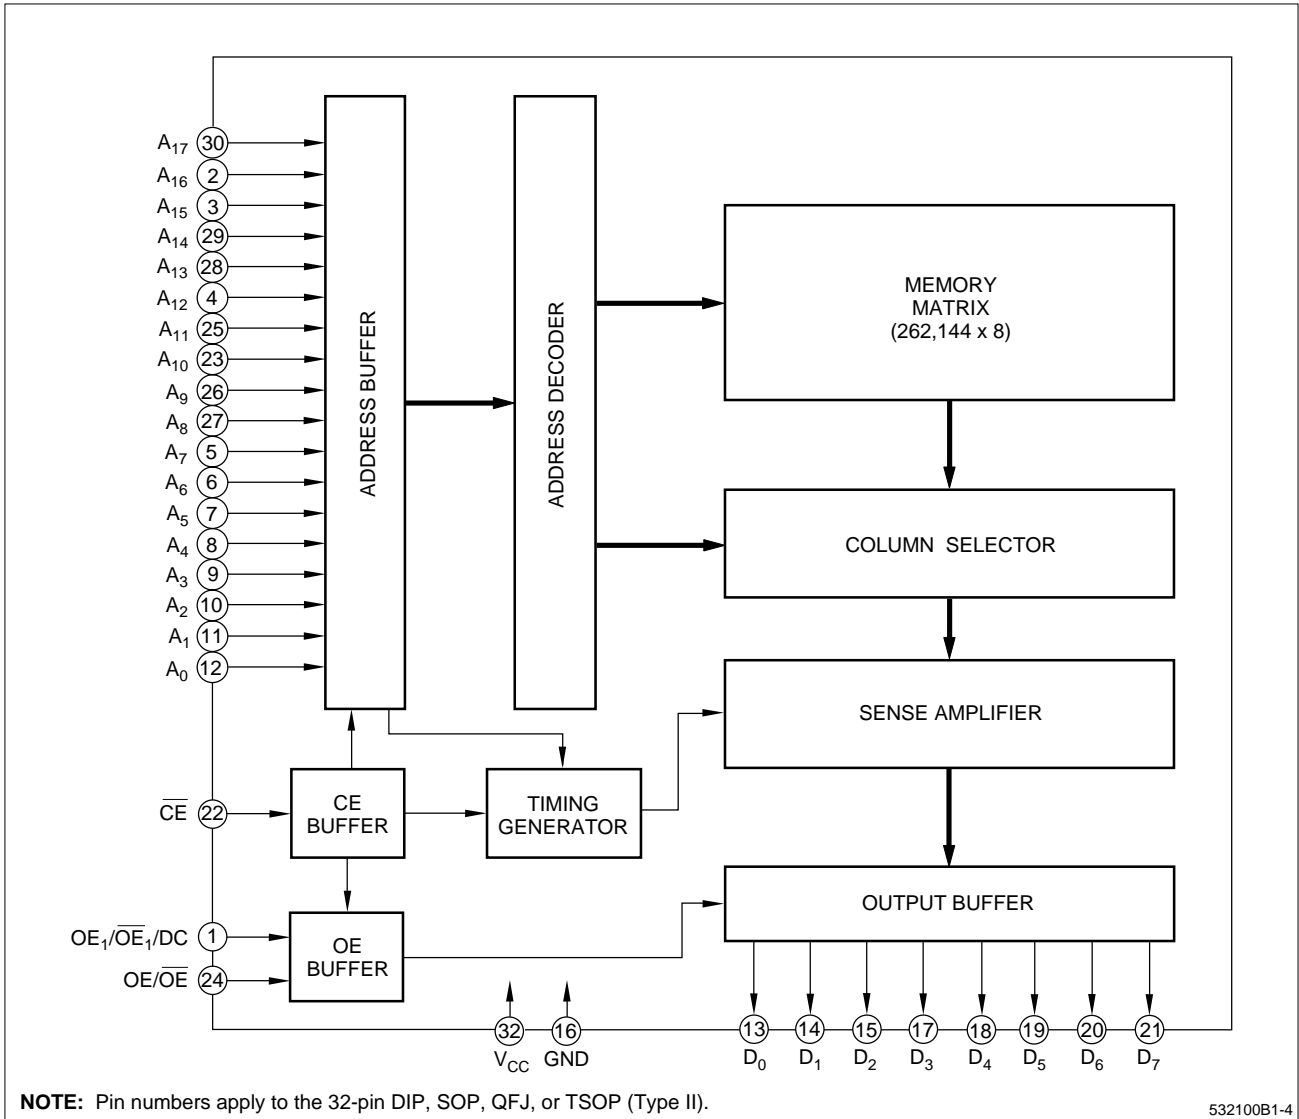 A17 30
A16 2
A15 3
A14 29
A13 28
A12 4
A11 25
A10 23
A9 26
A8 27
A7 5
A6 6
A5 7
A4 8
A3 9
A2 10
A1 11
A0 12
ADDRESS BUFFER
ADDRESS DECODER
MEMORY
MATRIX
(262,144 x 8)
COLUMN SELECTOR
SENSE AMPLIFIER
C̅E̅ 22
CE
BUFFER
TIMING
GENERATOR
OUTPUT BUFFER
OE1/O̅E̅1/DC 1
OE/O̅E̅ 24
OE
BUFFER
32 16 13 14 15 17 18 19 20 21
VCC GND D0 D1 D2 D3 D4 D5 D6 D7
NOTE: Pin numbers apply to the 32-pin DIP, SOP, QFJ, or TSOP (Type II).
532100B1-4